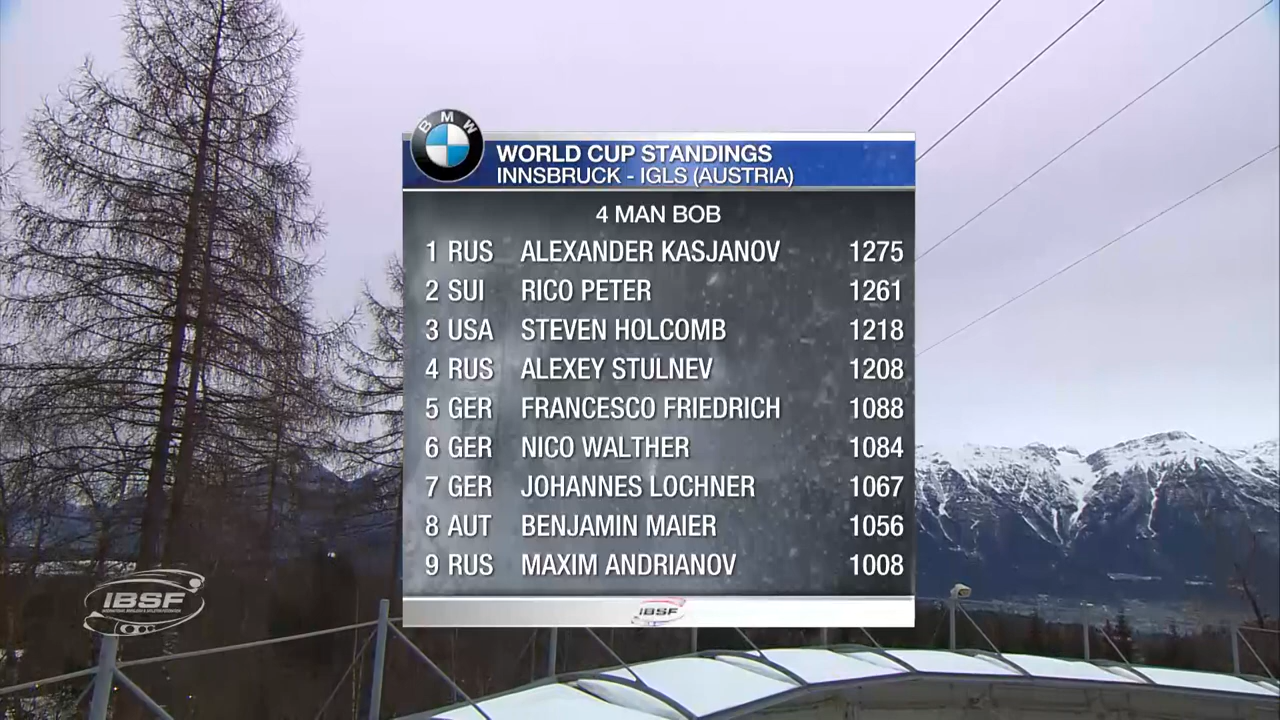 BMW
WORLD CUP STANDINGS
INNSBRUCK - IGLS (AUSTRIA)
4 MAN BOB
1 RUS ALEXANDER KASJANOV 1275
2 SUI RICO PETER 1261
3 USA STEVEN HOLCOMB 1218
4 RUS ALEXEY STULNEV 1208
5 GER FRANCESCO FRIEDRICH 1088
6 GER NICO WALTHER 1084
7 GER JOHANNES LOCHNER 1067
8 AUT BENJAMIN MAIER 1056
9 RUS MAXIM ANDRIANOV 1008
IBSF
IBSF